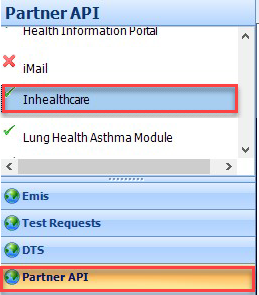 Partner API
Health Information Portal
iMail
Inhealthcare
Lung Health Asthma Module
Emis
Test Requests
DTS
Partner API